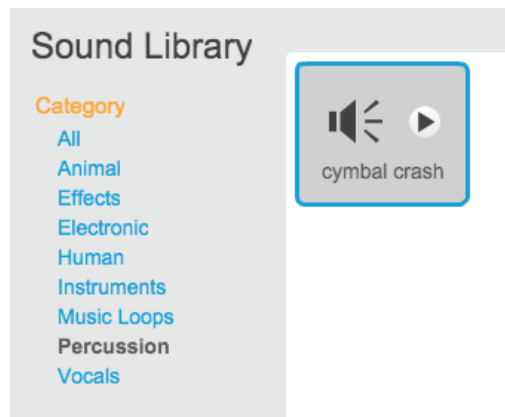 Sound Library
Category
All
Animal
Effects
Electronic
Human
Instruments
Music Loops
Percussion
Vocals
cymbal crash